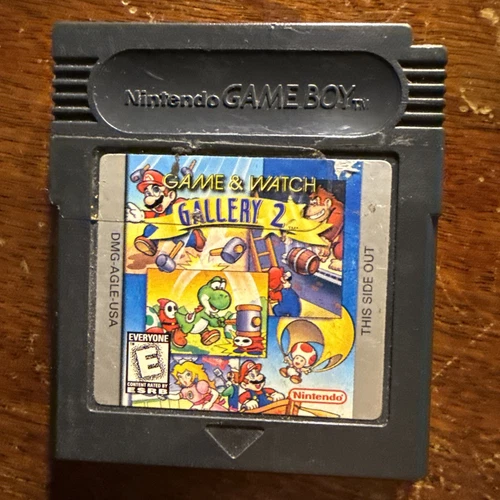 Nintendo GAME BOY TM
GAME & WATCH
GALLERY 2
DMG-AGLE-USA
THIS SIDE OUT
EVERYONE
E
CONTENT RATED BY
ESRB
Nintendo